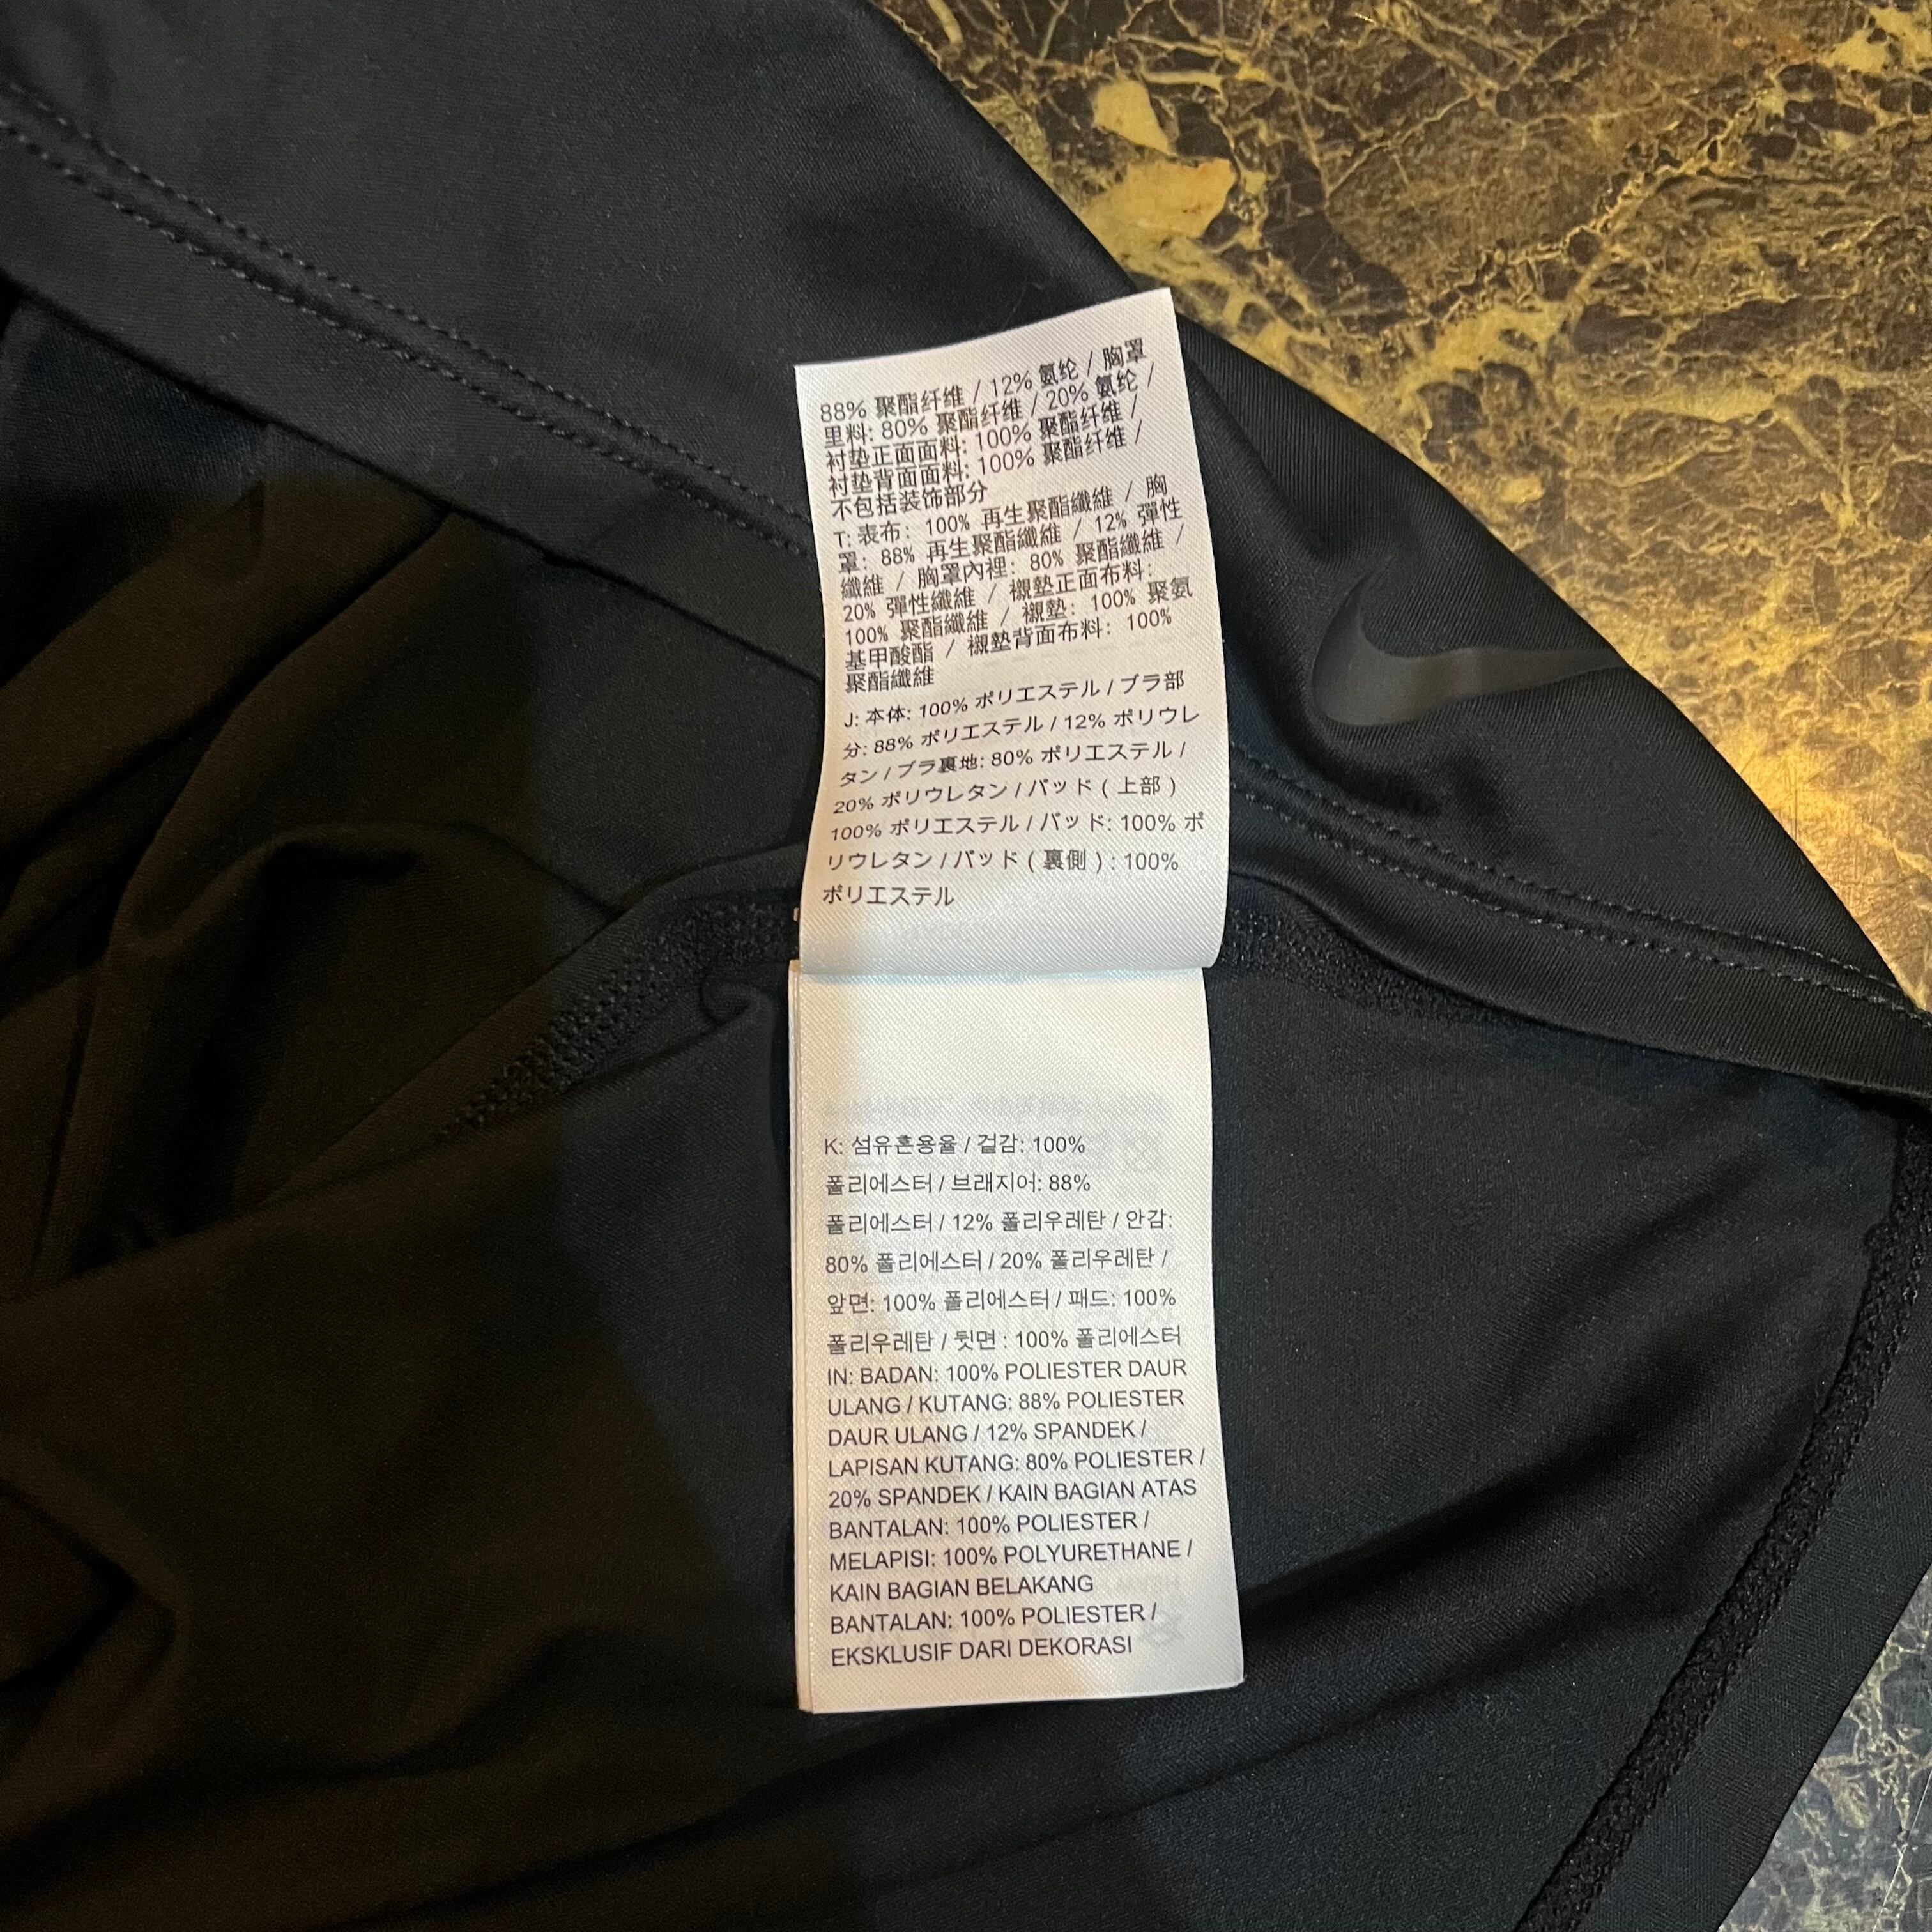 88% 聚酯纤维 / 12% 氨纶 / 胸罩
里料: 80% 聚酯纤维 / 20% 氨纶 /
衬垫正面面料: 100% 聚酯纤维 /
衬垫背面面料: 100% 聚酯纤维 /
不包括装饰部分
T: 表布: 100% 再生聚酯纖維 / 胸
罩: 88% 再生聚酯纖維 / 12% 彈性
纖維 / 胸罩內裡: 80% 聚酯纖維 /
20% 彈性纖維 / 襯墊正面布料:
100% 聚酯纖維 / 襯墊: 100% 聚氨
基甲酸酯 / 襯墊背面布料: 100%
聚酯纖維
J: 本体: 100% ポリエステル / ブラ部
分: 88% ポリエステル / 12% ポリウレ
タン / ブラ裏地: 80% ポリエステル /
20% ポリウレタン / パッド ( 上部 )
100% ポリエステル / パッド: 100% ポ
リウレタン / パッド ( 裏側 ) : 100%
ポリエステル
K: 섬유혼용율 / 겉감: 100%
폴리에스터 / 브래지어: 88%
폴리에스터 / 12% 폴리우레탄 / 안감:
80% 폴리에스터 / 20% 폴리우레탄 /
앞면: 100% 폴리에스터 / 패드: 100%
폴리우레탄 / 뒷면 : 100% 폴리에스터
IN: BADAN: 100% POLIESTER DAUR
ULANG / KUTANG: 88% POLIESTER
DAUR ULANG / 12% SPANDEK /
LAPISAN KUTANG: 80% POLIESTER /
20% SPANDEK / KAIN BAGIAN ATAS
BANTALAN: 100% POLIESTER /
MELAPISI: 100% POLYURETHANE /
KAIN BAGIAN BELAKANG
BANTALAN: 100% POLIESTER /
EKSKLUSIF DARI DEKORASI